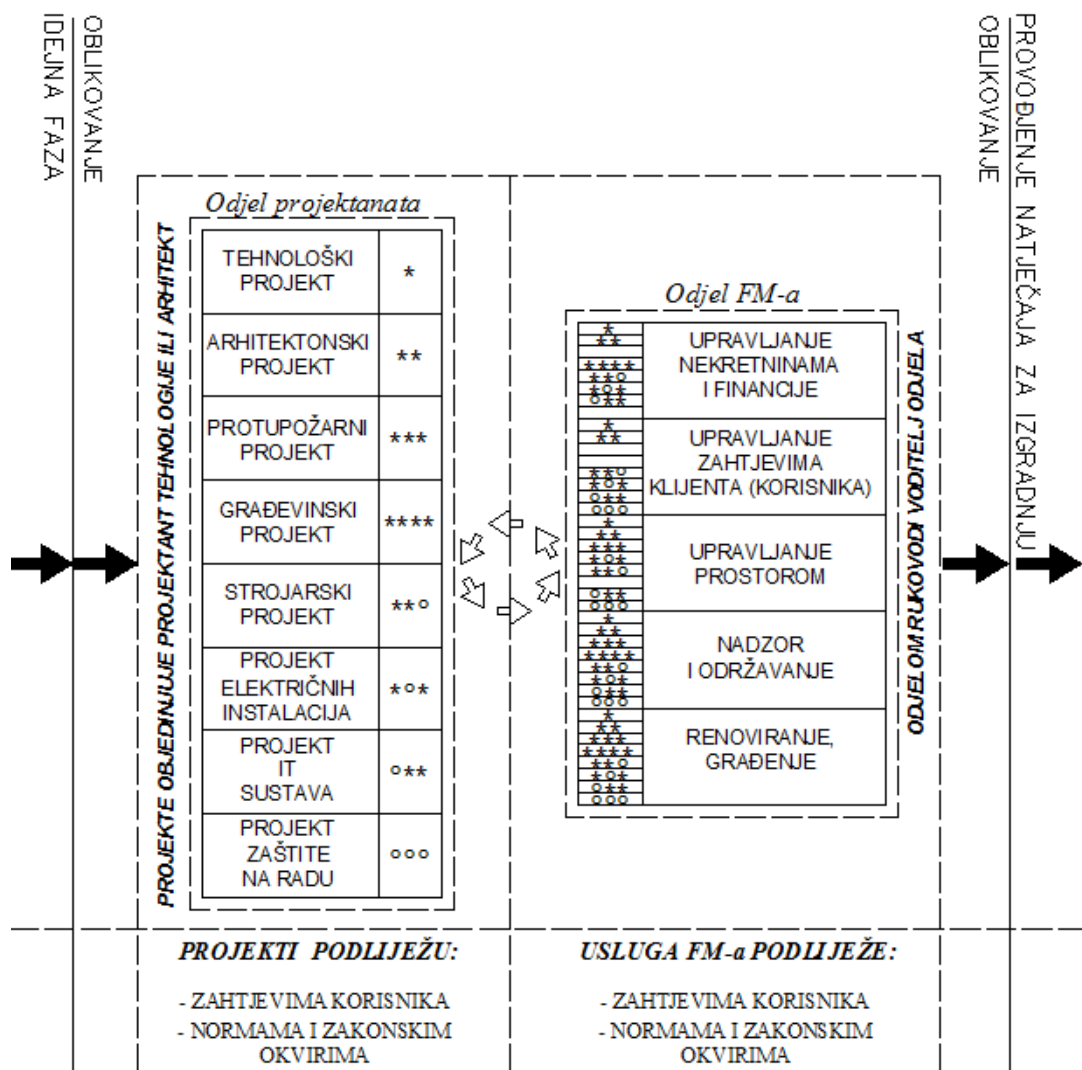 IDEJNA FAZA
OBLIKOVANJE
PROJEKTE OBJEDINJUJE PROJEKTANT TEHNOLOGIJE ILI ARHITEKT
Odjel projektanata
TEHNOLOŠKI
PROJEKT
*
ARHITEKTONSKI
PROJEKT
**
PROTUPOŽARNI
PROJEKT
***
GRAĐEVINSKI
PROJEKT
****
STROJARSKI
PROJEKT
**°
PROJEKT
ELEKTRIČNIH
INSTALACIJA
*°*
PROJEKT
IT
SUSTAVA
°**
PROJEKT
ZAŠTITE
NA RADU
°°°
Odjel FM-a
*
**
****
**°
*°*
°**
UPRAVLJANJE
NEKRETNINAMA
I FINANCIJE
*
**
**°
*°*
°**
°°°
UPRAVLJANJE
ZAHTJEVIMA
KLIJENTA (KORISNIKA)
*
**
***
*°*
**°
°**
°°°
UPRAVLJANJE
PROSTOROM
*
**
***
****
**°
*°*
°**
°°°
NADZOR
I ODRŽAVANJE
*
**
***
****
**°
*°*
°**
°°°
RENOVIRANJE,
GRAĐENJE
ODJELOM RUKOVODI VODITELJ ODJELA
OBLIKOVANJE
PROVOĐENJE NATJEČAJA ZA IZGRADNJU
PROJEKTI PODLIJEŽU:
- ZAHTJEVIMA KORISNIKA
- NORMAMA I ZAKONSKIM
OKVIRIMA
USLUGA FM-a PODLIJEŽE:
- ZAHTJEVIMA KORISNIKA
- NORMAMA I ZAKONSKIM
OKVIRIMA